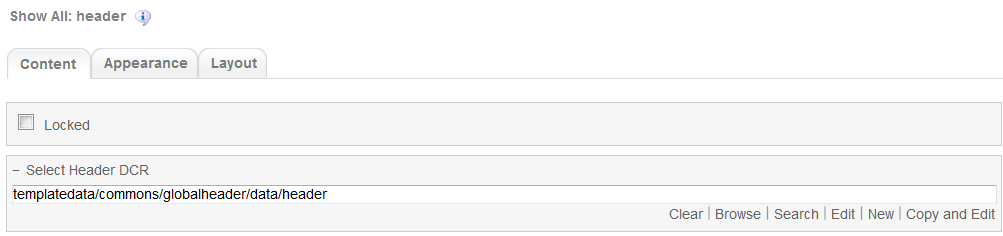 Show All: header
Content Appearance Layout
Locked
− Select Header DCR
templatedata/commons/globalheader/data/header
Clear | Browse | Search | Edit | New | Copy and Edit